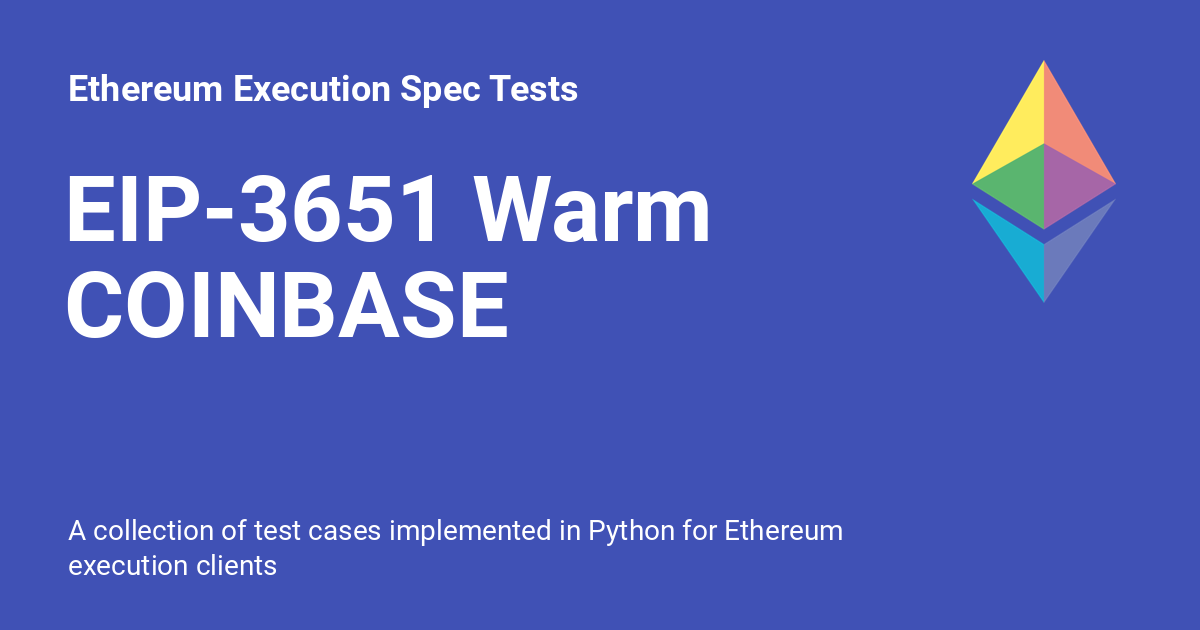 Ethereum Execution Spec Tests
EIP-3651 Warm
COINBASE
A collection of test cases implemented in Python for Ethereum
execution clients